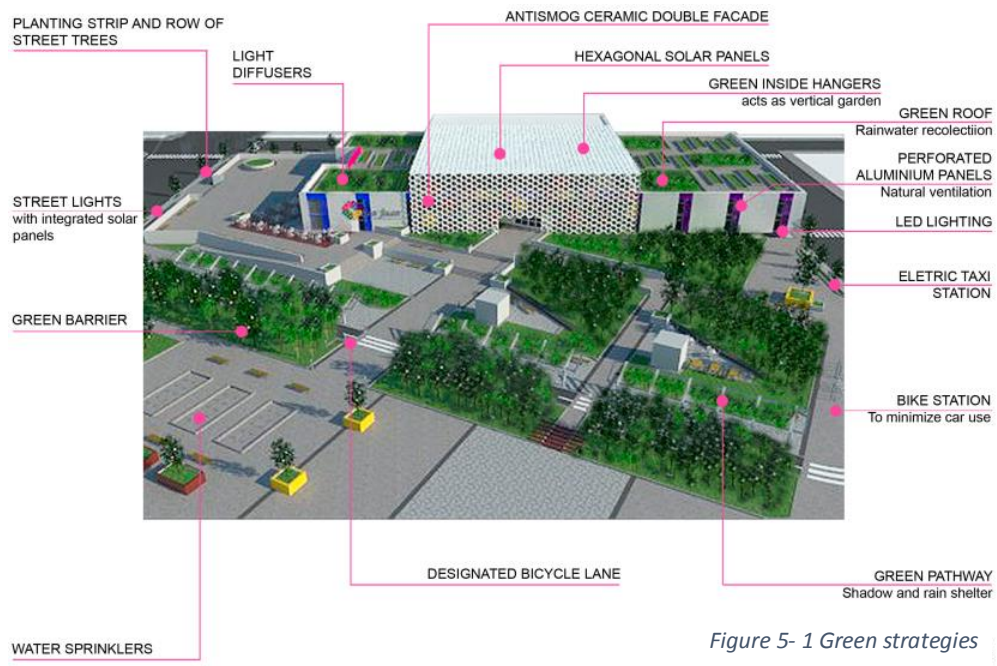 PLANTING STRIP AND ROW OF
STREET TREES
LIGHT
DIFFUSERS
ANTISMOG CERAMIC DOUBLE FACADE
HEXAGONAL SOLAR PANELS
GREEN INSIDE HANGERS
acts as vertical garden
GREEN ROOF
Rainwater recolectiion
PERFORATED
ALUMINIUM PANELS
Natural ventilation
LED LIGHTING
STREET LIGHTS
with integrated solar
panels
ELETRIC TAXI
STATION
GREEN BARRIER
BIKE STATION
To minimize car use
DESIGNATED BICYCLE LANE
GREEN PATHWAY
Shadow and rain shelter
WATER SPRINKLERS
Figure 5- 1 Green strategies